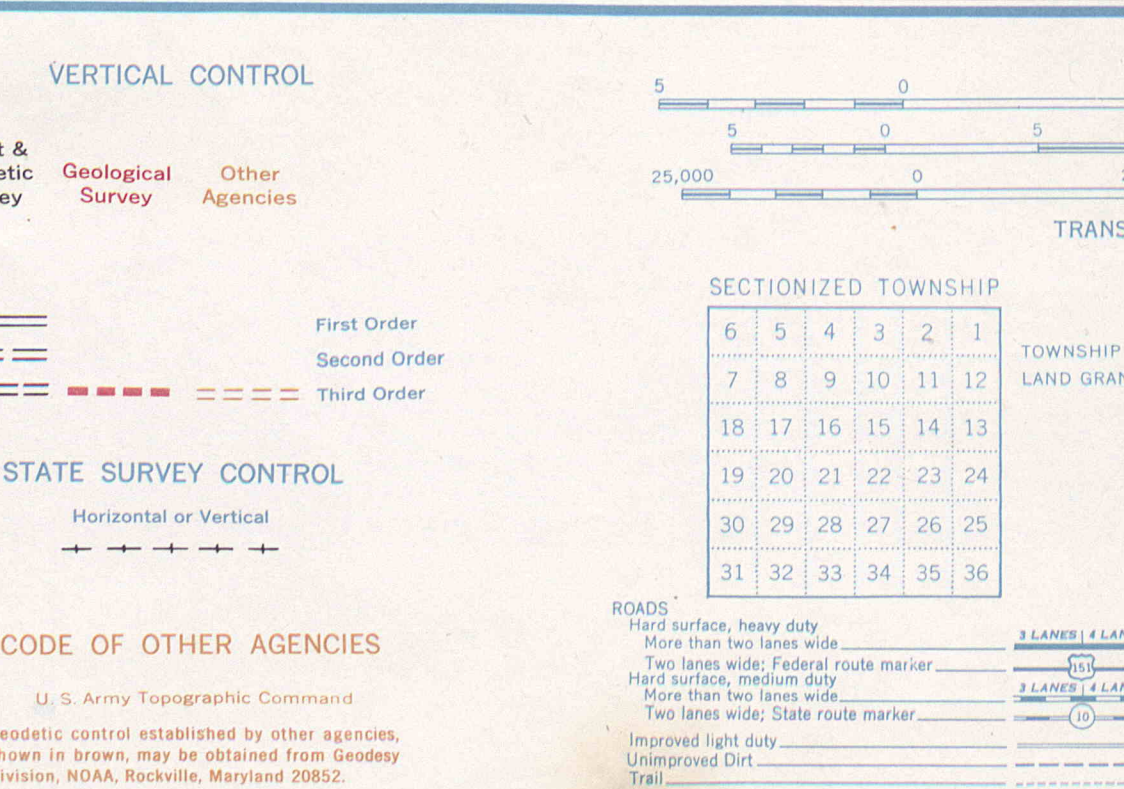 VERTICAL CONTROL
t &
etic
ey
Geological
Survey
Other
Agencies
First Order
Second Order
Third Order
STATE SURVEY CONTROL
Horizontal or Vertical
CODE OF OTHER AGENCIES
U. S. Army Topographic Command
eodetic control established by other agencies,
hown in brown, may be obtained from Geodesy
ivision, NOAA, Rockville, Maryland 20852.
5 0
5 0 5
25,000 0
TRANS
SECTIONIZED TOWNSHIP
6 5 4 3 2 1
7 8 9 10 11 12
18 17 16 15 14 13
19 20 21 22 23 24
30 29 28 27 26 25
31 32 33 34 35 36
TOWNSHIP
LAND GRAN
ROADS
Hard surface, heavy duty
More than two lanes wide 3 LANES | 4 LAN
Two lanes wide; Federal route marker 151
Hard surface, medium duty
More than two lanes wide 3 LANES | 4 LAN
Two lanes wide; State route marker 10
Improved light duty
Unimproved Dirt
Trail